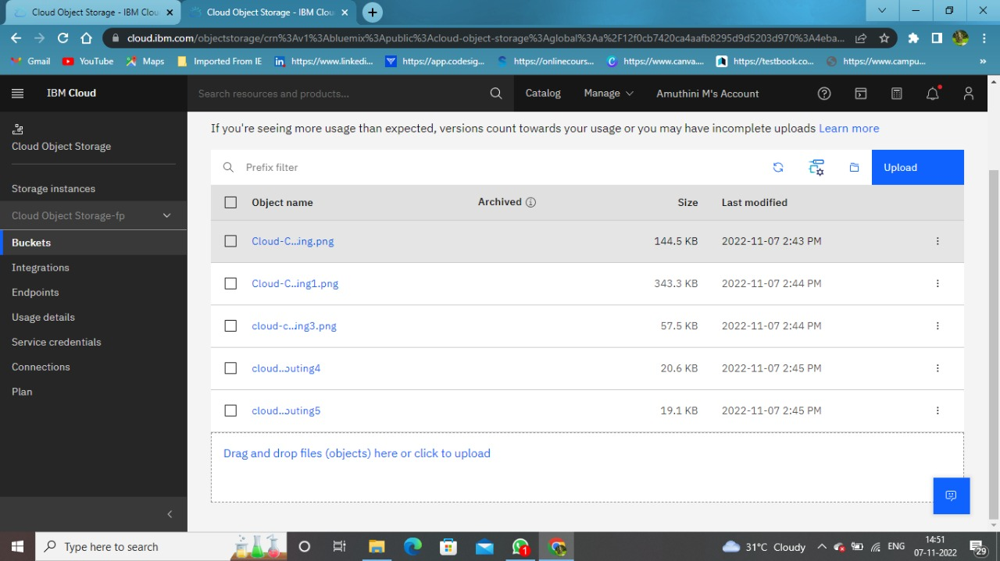 Cloud Object Storage - IBM Clou
Cloud Object Storage - IBM Clou
cloud.ibm.com/objectstorage/crn%3Av1%3Abluemix%3Apublic%3Acloud-object-storage%3Aglobal%3Aa%2F12f0cb7420ca4aafb8295d9d5203d970%3A4eba...
Gmail YouTube Maps Imported From IE https://www.linkedi... https://app.codesig... https://onlinecours... https://www.canva.... https://testbook.co... https://www.campu... »
IBM Cloud
Search resources and products...
Catalog Manage Amuthini M's Account
Cloud Object Storage
Storage instances
Cloud Object Storage-fp
Buckets
Integrations
Endpoints
Usage details
Service credentials
Connections
Plan
If you're seeing more usage than expected, versions count towards your usage or you may have incomplete uploads Learn more
Prefix filter
Upload
Object name Archived Size Last modified
Cloud-C...ing.png 144.5 KB 2022-11-07 2:43 PM
Cloud-C...ing1.png 343.3 KB 2022-11-07 2:44 PM
cloud-c...ing3.png 57.5 KB 2022-11-07 2:44 PM
cloud...outing4 20.6 KB 2022-11-07 2:45 PM
cloud...outing5 19.1 KB 2022-11-07 2:45 PM
Drag and drop files (objects) here or click to upload
Type here to search
1
31°C Cloudy
ENG
14:51
07-11-2022
29